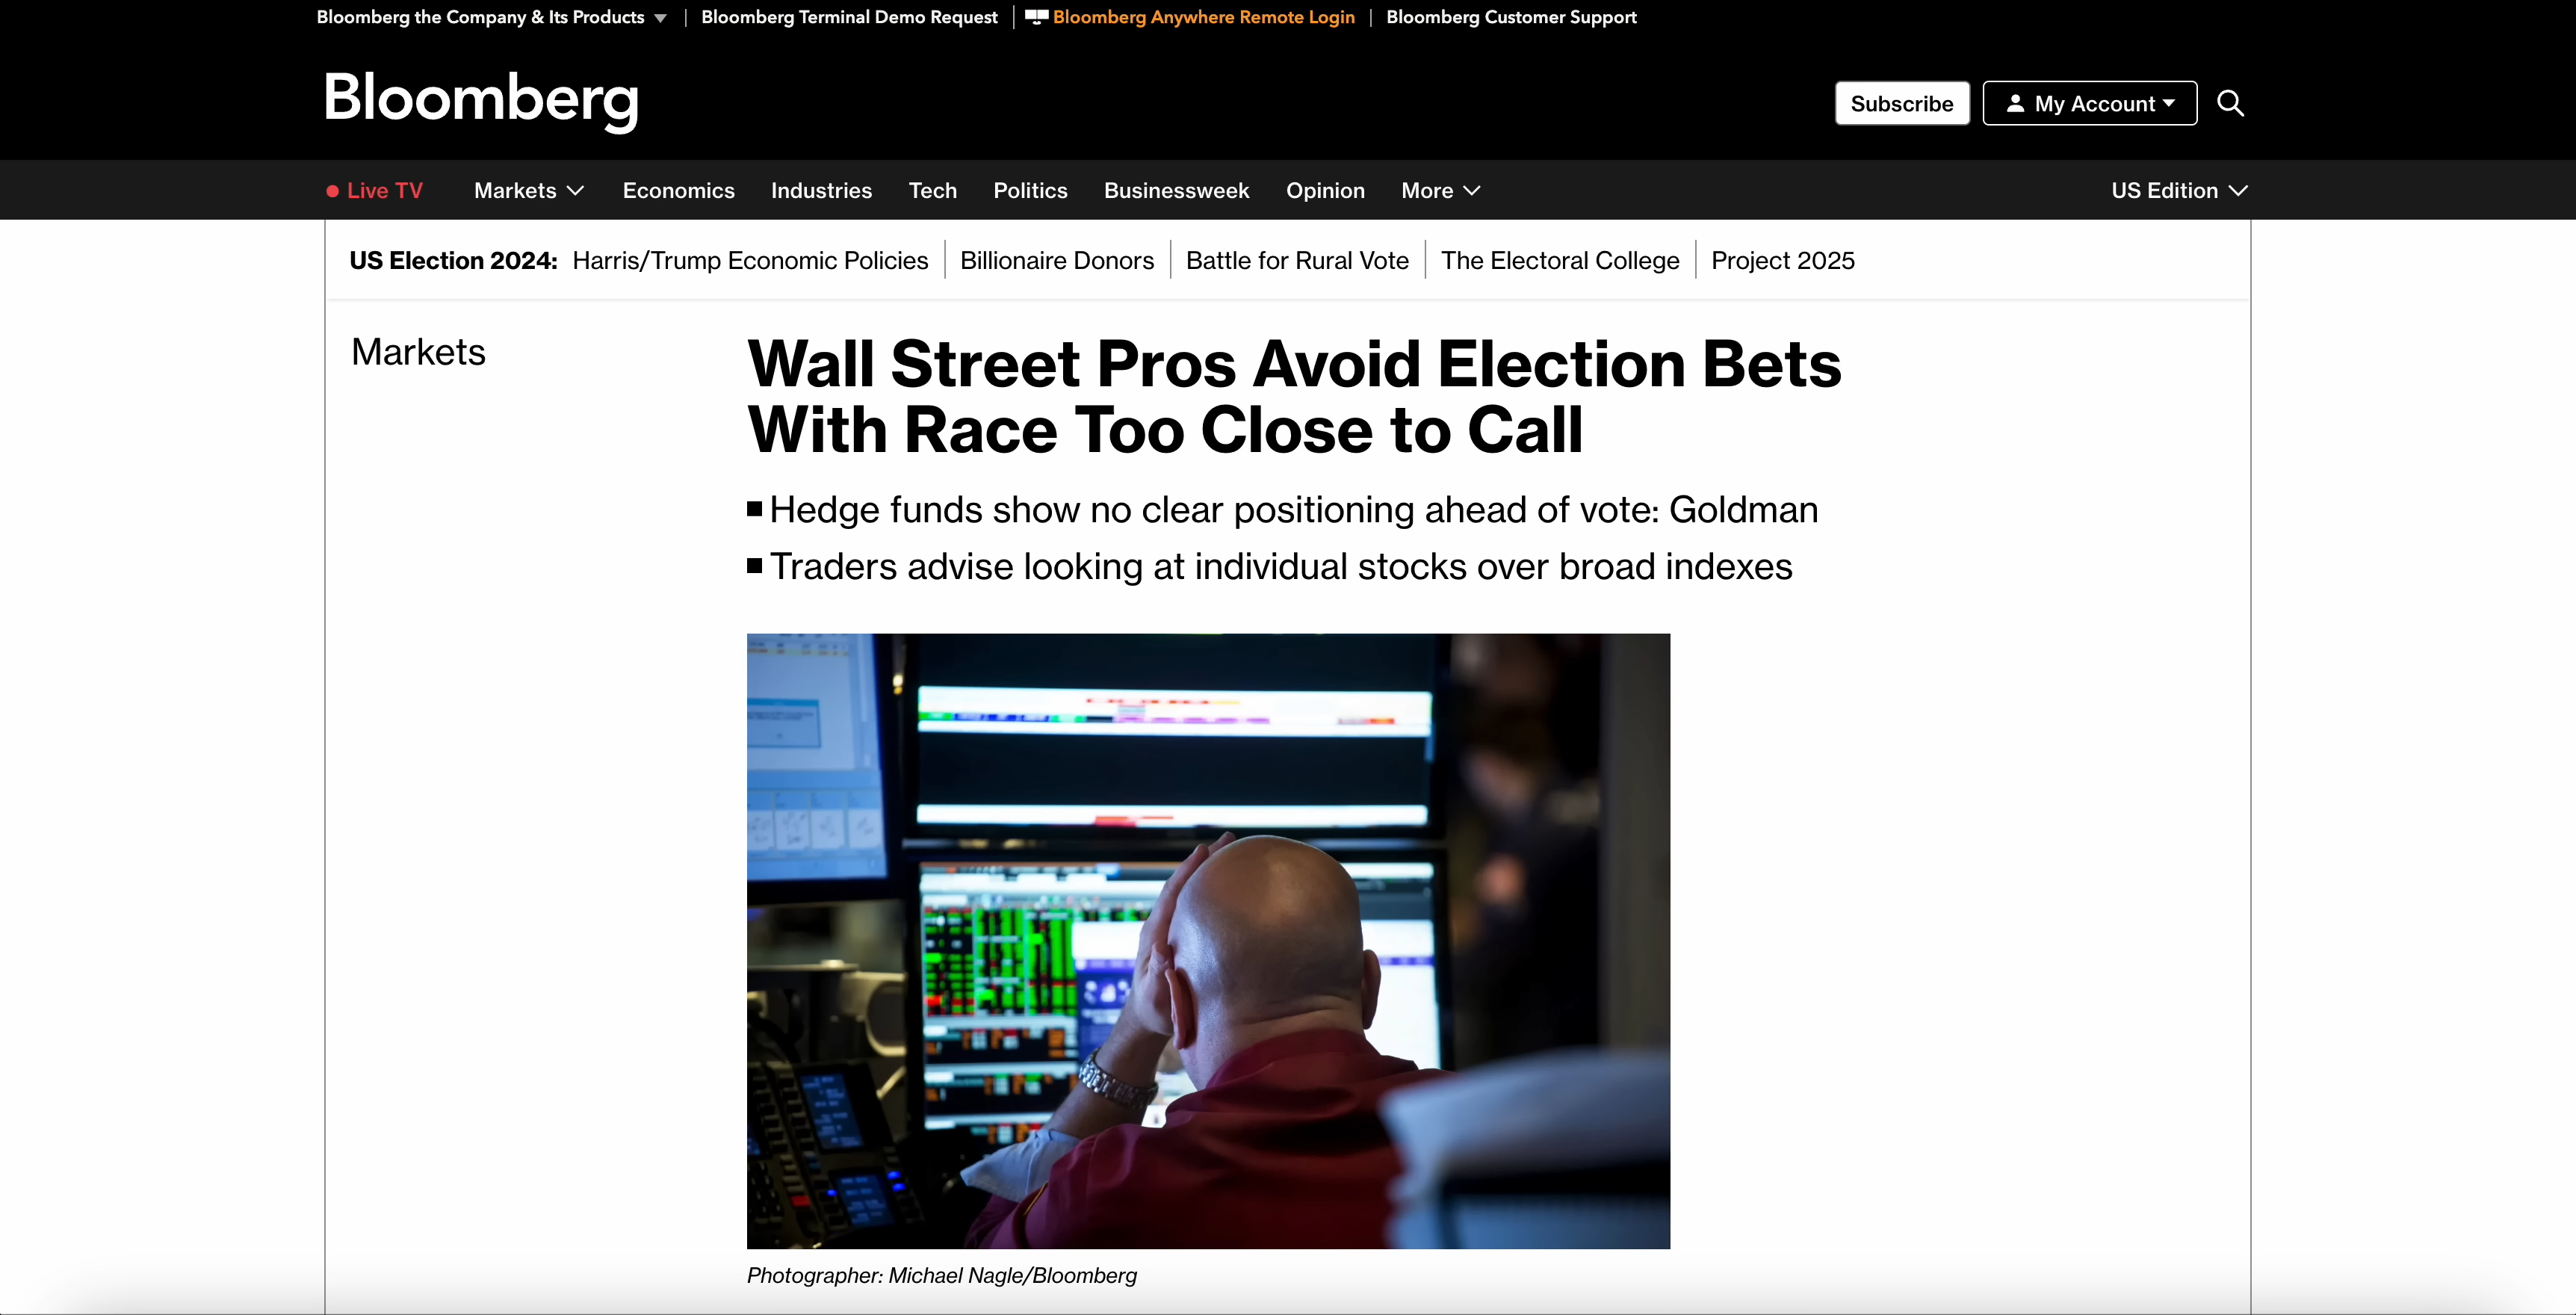 Bloomberg the Company & Its Products
Bloomberg Terminal Demo Request
Bloomberg Anywhere Remote Login
Bloomberg Customer Support
Bloomberg
Subscribe
My Account
Live TV
Markets
Economics
Industries
Tech
Politics
Businessweek
Opinion
More
US Edition
US Election 2024:
Harris/Trump Economic Policies
Billionaire Donors
Battle for Rural Vote
The Electoral College
Project 2025
Markets
Wall Street Pros Avoid Election Bets
With Race Too Close to Call
Hedge funds show no clear positioning ahead of vote: Goldman
Traders advise looking at individual stocks over broad indexes
Photographer: Michael Nagle/Bloomberg